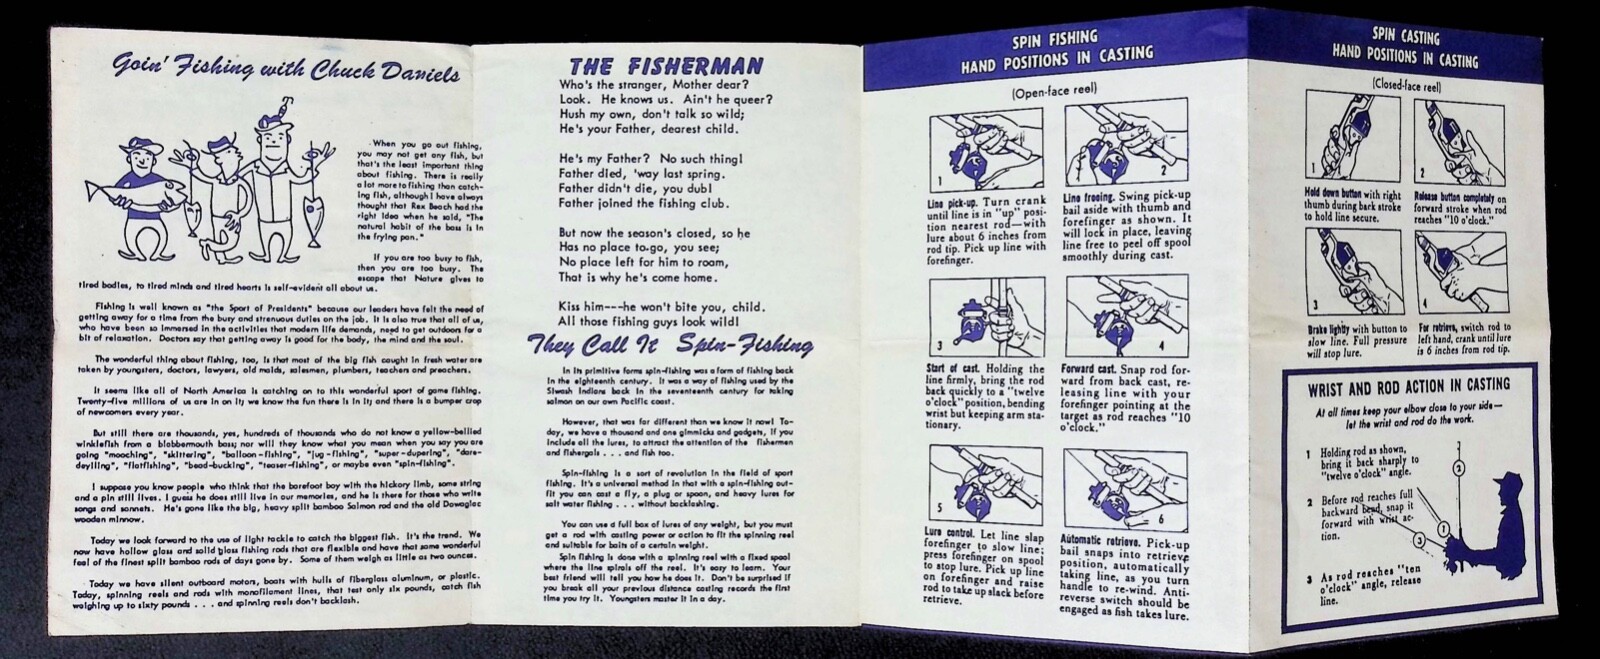 Goin' Fishing with Chuck Daniels
When you go out fishing,
you may not get any fish, but
that's the least important thing
about fishing. There is really
a lot more to fishing than catch-
ing fish, although I have always
thought that Rex Beach had the
right idea when he said, "The
natural habit of the bass is in
the frying pan."
If you are too busy to fish,
then you are too busy. The
escape that Nature gives to
tired bodies, to tired minds and tired hearts is self-evident all about us.
Fishing is well known as "the Sport of Presidents" because our leaders have felt the need of
getting away for a time from the busy and strenuous duties on the job. It is also true that all of us,
who have been so immersed in the activities that modern life demands, need to get outdoors for a
bit of relaxation. Doctors say that getting away is good for the body, the mind and the soul.
The wonderful thing about fishing, too, is that most of the big fish caught in fresh water are
taken by youngsters, doctors, lawyers, old maids, salesmen, plumbers, teachers and preachers.
It seems like all of North America is catching on to this wonderful sport of game fishing.
Twenty-five millions of us are in on it; we know the fun there is in it; and there is a bumper crop
of newcomers every year.
But still there are thousands, yes, hundreds of thousands who do not know a yellow-bellied
winklefish from a blabbermouth bass; nor will they know what you mean when you say you are
going "mooching", "skittering", "balloon-fishing", "jug-fishing", "super-dupering", "dare-
deviling", "flatfishing", "bead-bucking", "teaser-fishing", or maybe even "spin-fishing".
I suppose you know people who think that the barefoot boy with the hickory limb, some string
and a pin still lives. I guess he does still live in our memories, and he is there for those who write
songs and sonnets. He's gone like the big, heavy split bamboo Salmon rod and the old Dowagiac
wooden minnow.
Today we look forward to the use of light tackle to catch the biggest fish. It's the trend. We
now have hollow glass and solid glass fishing rods that are flexible and have that same wonderful
feel of the finest split bamboo rods of days gone by. Some of them weigh as little as two ounces.
Today we have silent outboard motors, boats with hulls of fiberglass aluminum, or plastic.
Today, spinning reels and rods with monofilament lines, that test only six pounds, catch fish
weighing up to sixty pounds . . . and spinning reels don't backlash.
THE FISHERMAN
Who's the stranger, Mother dear?
Look. He knows us. Ain't he queer?
Hush my own, don't talk so wild;
He's your Father, dearest child.
He's my Father? No such thing!
Father died, 'way last spring.
Father didn't die, you dub!
Father joined the fishing club.
But now the season's closed, so he
Has no place to go, you see;
No place left for him to roam,
That is why he's come home.
Kiss him---he won't bite you, child.
All those fishing guys look wild!
They Call It Spin-Fishing
In its primitive forms spin-fishing was a form of fishing back
in the eighteenth century. It was a way of fishing used by the
Siwash Indians back in the seventeenth century for taking
salmon on our own Pacific coast.
However, that was far different than we know it now! To-
day, we have a thousand and one gimmicks and gadgets, if you
include all the lures, to attract the attention of the fishermen
and fishergals . . . and fish too.
Spin-fishing is a sort of revolution in the field of sport
fishing. It's a universal method in that with a spin-fishing out-
fit you can cast a fly, a plug or spoon, and heavy lures for
salt water fishing . . . without backlashing.
You can use a full box of lures of any weight, but you must
get a rod with casting power or action to fit the spinning reel
and suitable for baits of a certain weight.
Spin fishing is done with a spinning reel with a fixed spool
where the line spirals off the reel. It's easy to learn. Your
best friend will tell you how he does it. Don't be surprised if
you break all your previous distance casting records the first
time you try it. Youngsters master it in a day.
SPIN FISHING
HAND POSITIONS IN CASTING
(Open-face reel)
1
Line pick-up. Turn crank
until line is in "up" posi-
tion nearest rod—with
lure about 6 inches from
rod tip. Pick up line with
forefinger.
2
Line freeing. Swing pick-up
bail aside with thumb and
forefinger as shown. It
will lock in place, leaving
line free to peel off spool
smoothly during cast.
3
Start of cast. Holding the
line firmly, bring the rod
back quickly to a "twelve
o'clock" position, bending
wrist but keeping arm sta-
tionary.
4
Forward cast. Snap rod for-
ward from back cast, re-
leasing line with your
forefinger pointing at the
target as rod reaches "10
o'clock."
5
Lure control. Let line slap
forefinger to slow line;
press forefinger on spool
to stop lure. Pick up line
on forefinger and raise
rod to take up slack before
retrieve.
6
Automatic retrieve. Pick-up
bail snaps into retrieve
position, automatically
taking line, as you turn
handle to re-wind. Anti-
reverse switch should be
engaged as fish takes lure.
SPIN CASTING
HAND POSITIONS IN CASTING
(Closed-face reel)
1
Hold down button with right
thumb during back stroke
to hold line secure.
2
Release button completely on
forward stroke when rod
reaches "10 o'clock."
3
Brake lightly with button to
slow line. Full pressure
will stop lure.
4
For retrieve, switch rod to
left hand, crank until lure
is 6 inches from rod tip.
WRIST AND ROD ACTION IN CASTING
At all times keep your elbow close to your side—
let the wrist and rod do the work.
1 Holding rod as shown,
bring it back sharply to
"twelve o'clock" angle.
2 Before rod reaches full
backward bend, snap it
forward with wrist ac-
tion.
3 As rod reaches "ten
o'clock" angle, release
line.
2
1
3